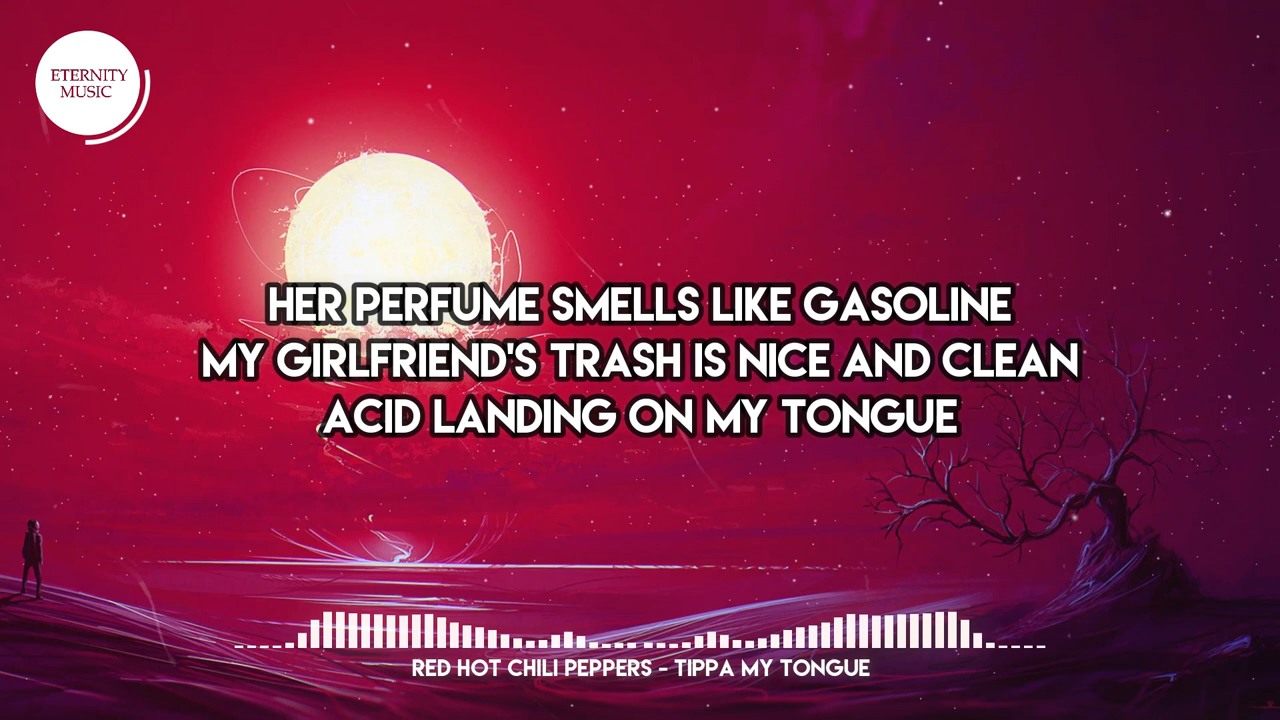 ETERNITY
MUSIC
HER PERFUME SMELLS LIKE GASOLINE
MY GIRLFRIEND'S TRASH IS NICE AND CLEAN
ACID LANDING ON MY TONGUE
RED HOT CHILI PEPPERS - TIPPA MY TONGUE